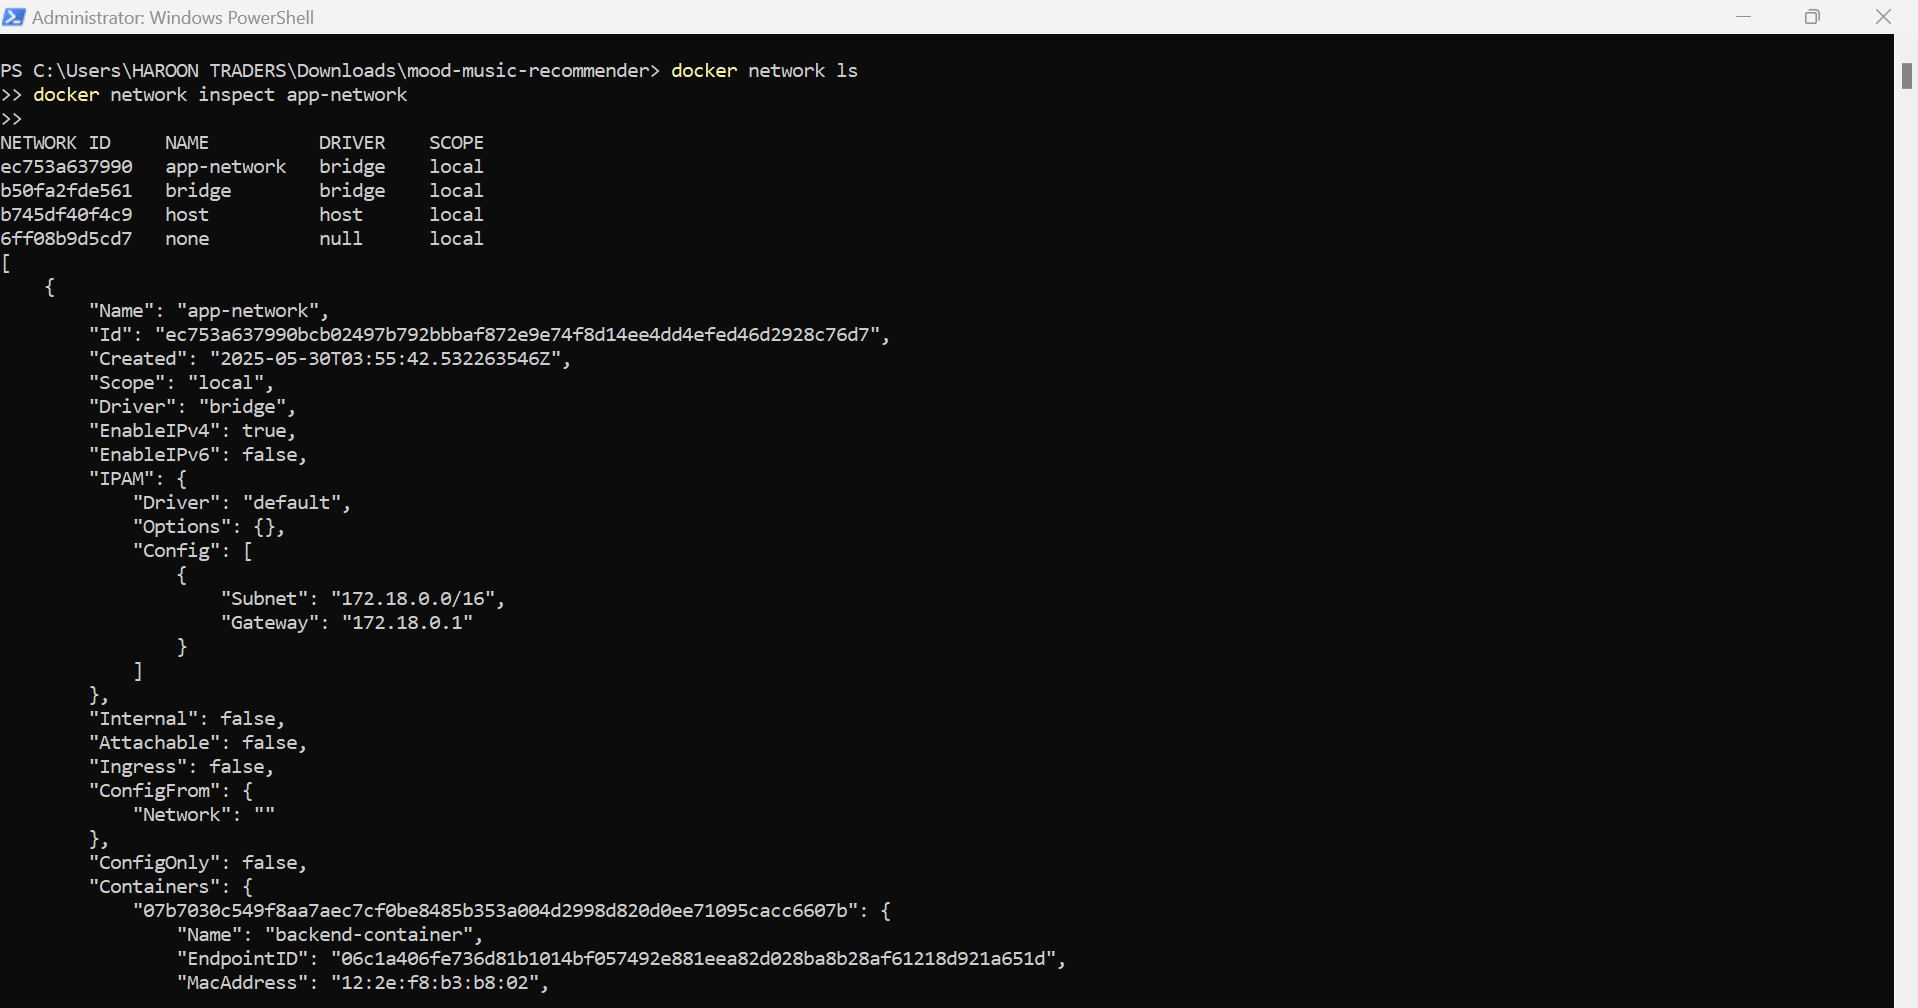 Administrator: Windows PowerShell
PS C:\Users\HAROON TRADERS\Downloads\mood-music-recommender> docker network ls
>> docker network inspect app-network
>>
NETWORK ID     NAME          DRIVER    SCOPE
ec753a637990   app-network   bridge    local
b50fa2fde561   bridge        bridge    local
b745df40f4c9   host          host      local
6ff08b9d5cd7   none          null      local
[
    {
        "Name": "app-network",
        "Id": "ec753a637990bcb02497b792bbbaf872e9e74f8d14ee4dd4efed46d2928c76d7",
        "Created": "2025-05-30T03:55:42.532263546Z",
        "Scope": "local",
        "Driver": "bridge",
        "EnableIPv4": true,
        "EnableIPv6": false,
        "IPAM": {
            "Driver": "default",
            "Options": {},
            "Config": [
                {
                    "Subnet": "172.18.0.0/16",
                    "Gateway": "172.18.0.1"
                }
            ]
        },
        "Internal": false,
        "Attachable": false,
        "Ingress": false,
        "ConfigFrom": {
            "Network": ""
        },
        "ConfigOnly": false,
        "Containers": {
            "07b7030c549f8aa7aec7cf0be8485b353a004d2998d820d0ee71095cacc6607b": {
                "Name": "backend-container",
                "EndpointID": "06c1a406fe736d81b1014bf057492e881eea82d028ba8b28af61218d921a651d",
                "MacAddress": "12:2e:f8:b3:b8:02",